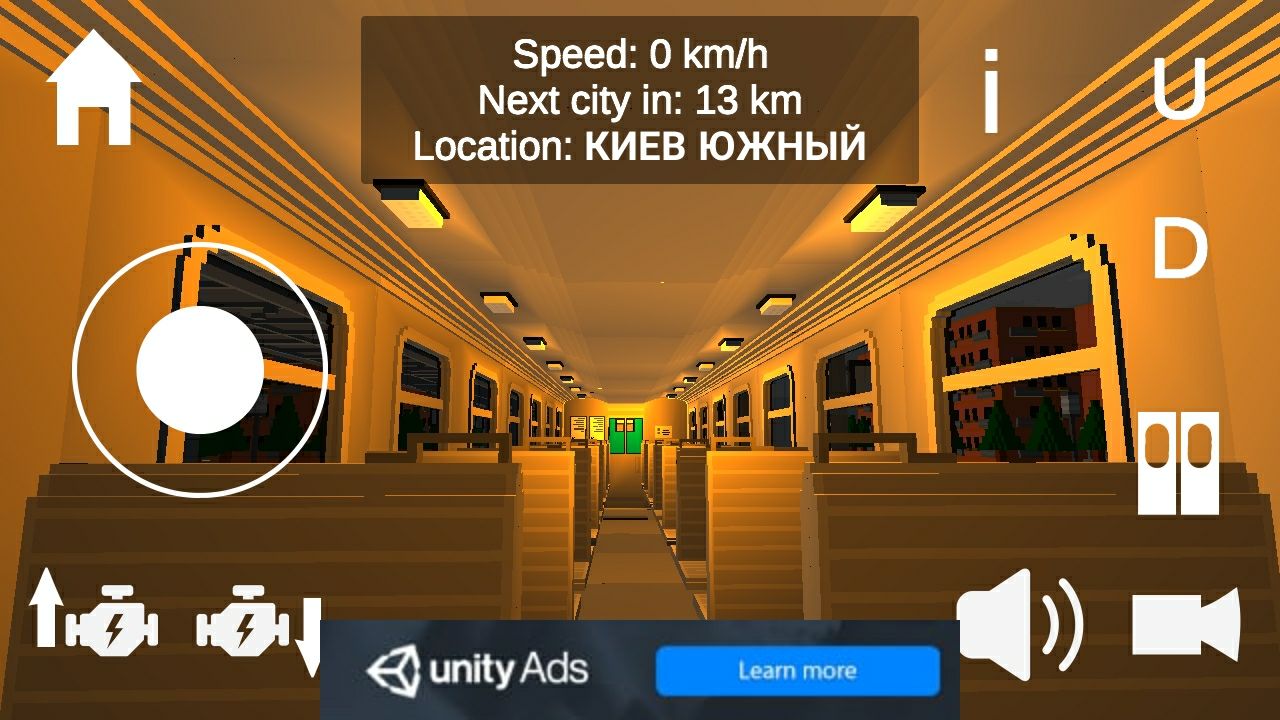 Speed: 0 km/h
Next city in: 13 km
Location: КИЕВ ЮЖНЫЙ
i
U
D
unity Ads
Learn more